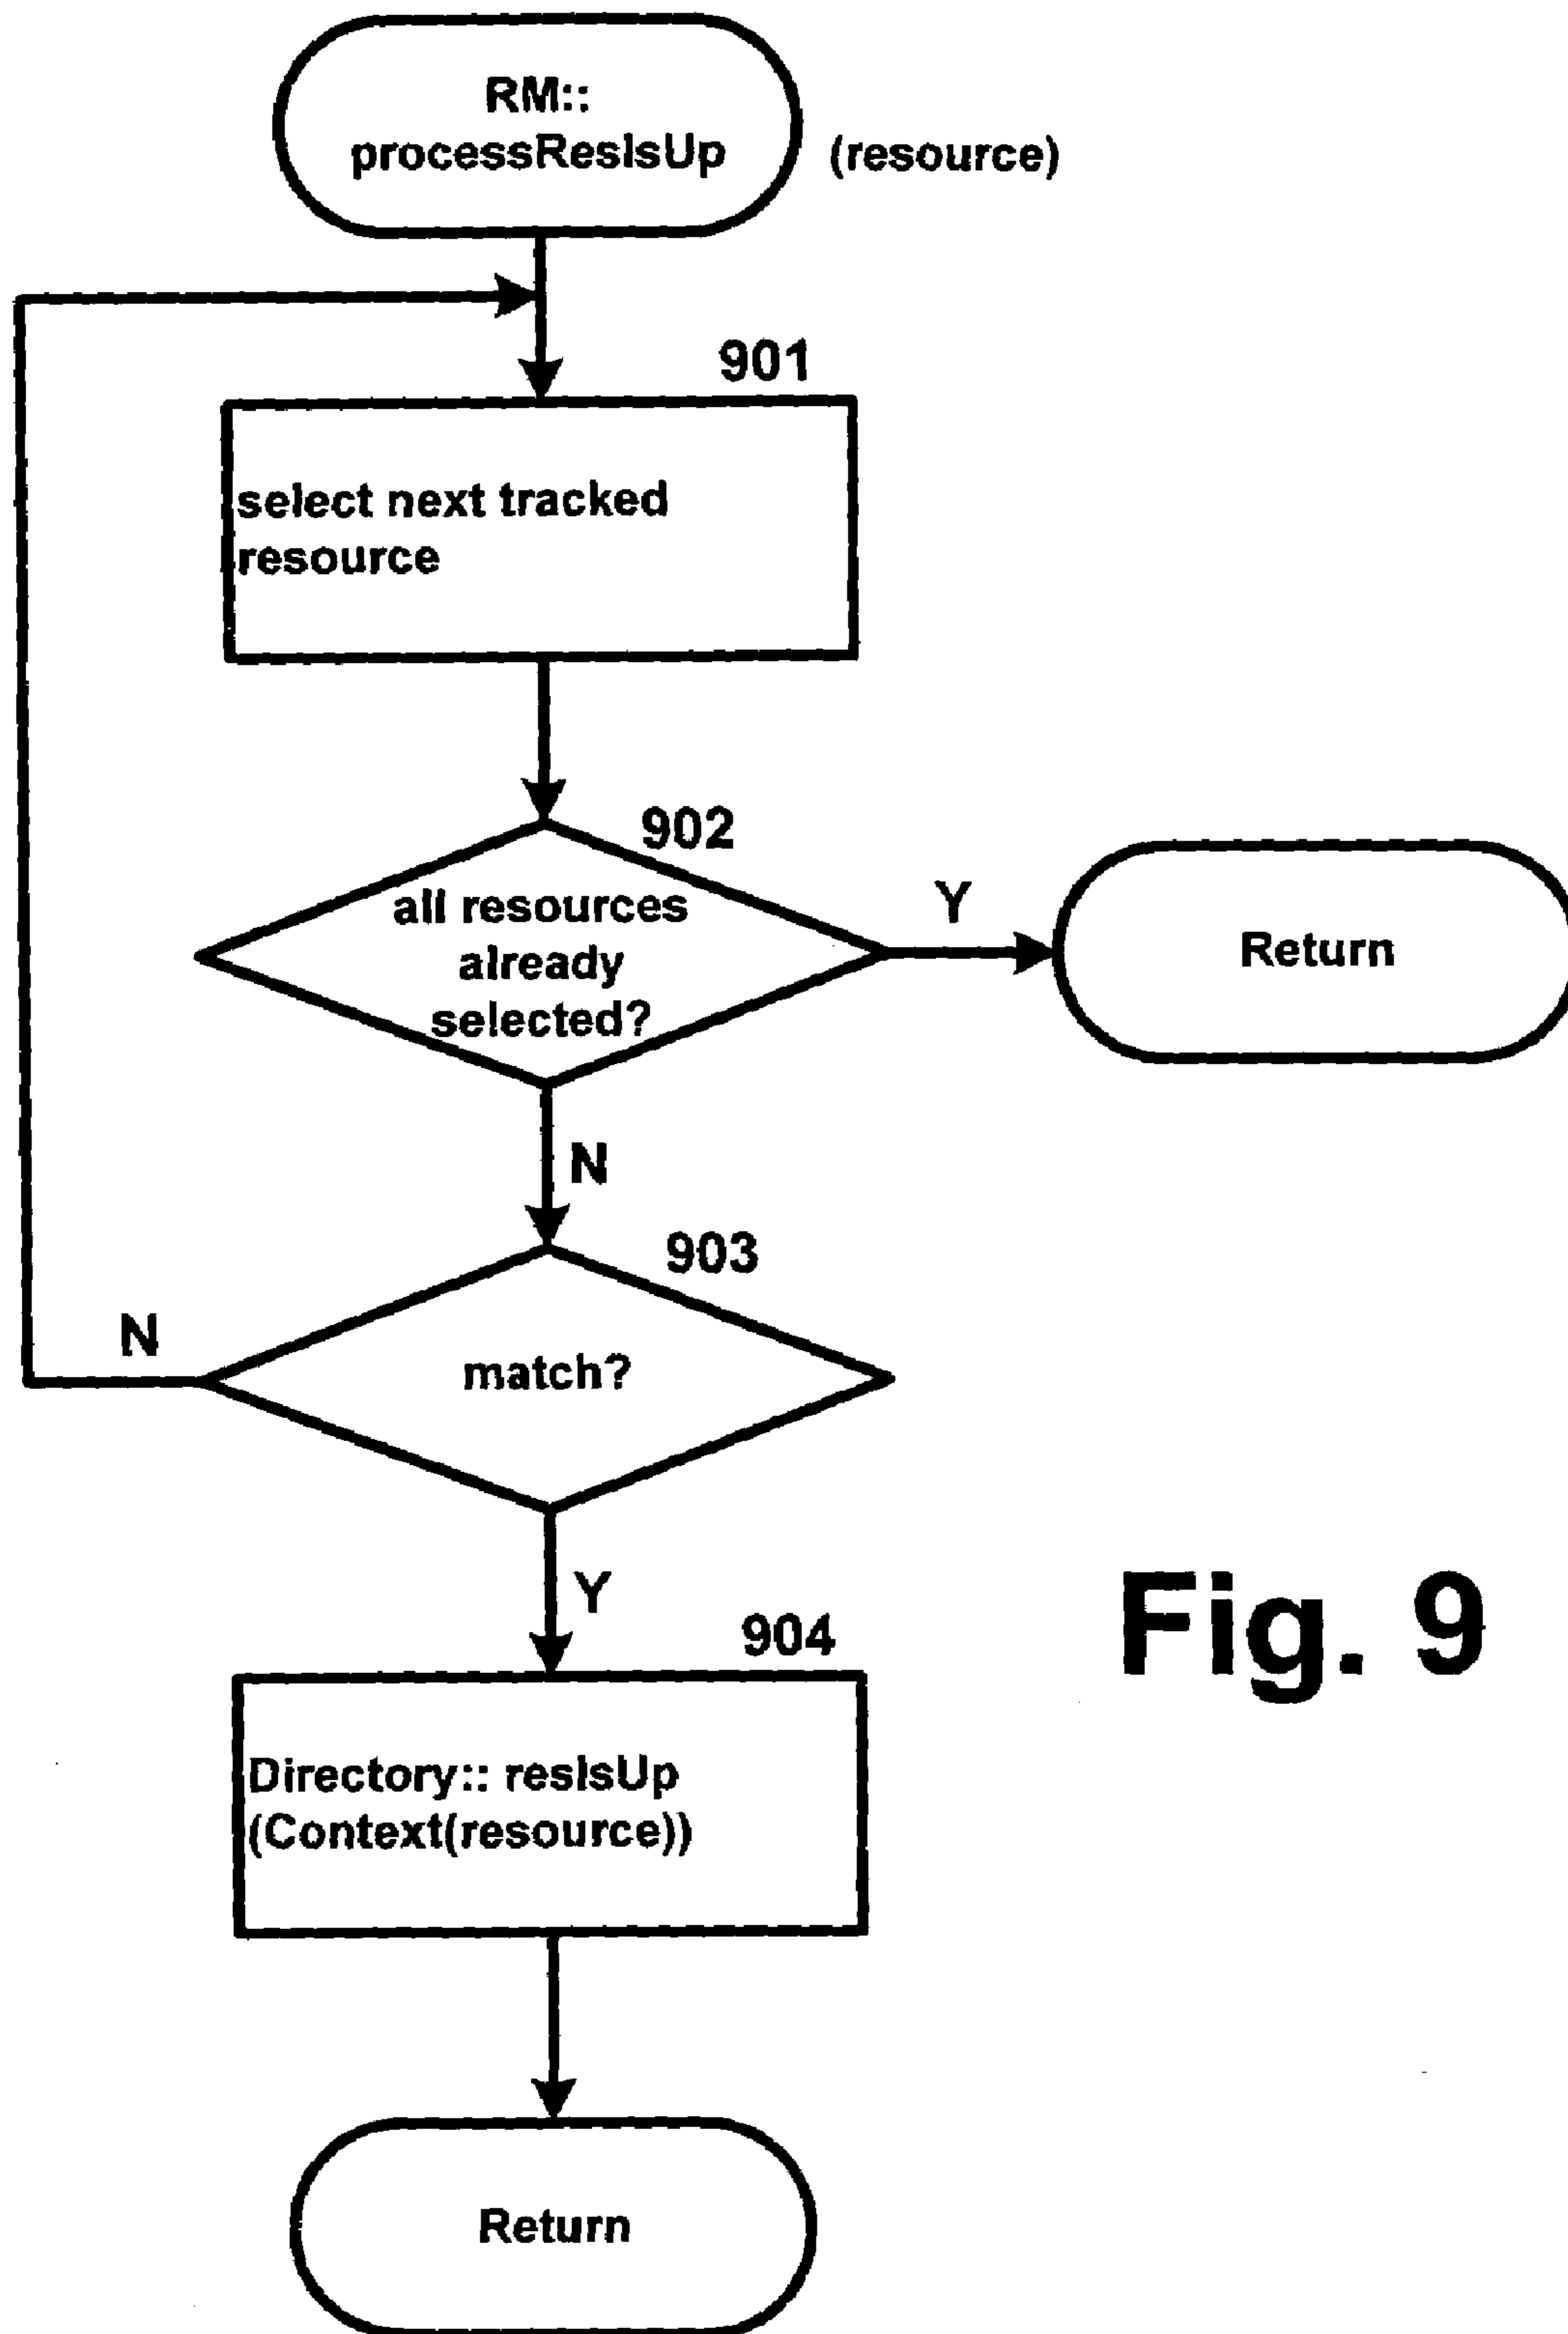 RM::
processResIsUp
(resource)
901
select next tracked
resource
902
all resources
already
selected?
Y
Return
N
903
match?
N
Y
904
Directory:: resIsUp
(Context(resource))
Return
Fig. 9